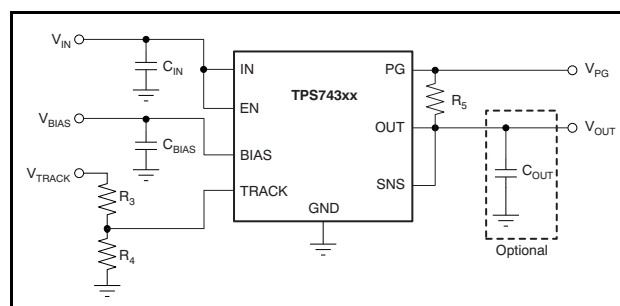 V_IN
C_IN
V_BIAS
C_BIAS
V_TRACK
R_3
R_4
IN
EN
BIAS
TRACK
TPS743xx
GND
PG
OUT
SNS
R_5
V_PG
V_OUT
C_OUT
Optional